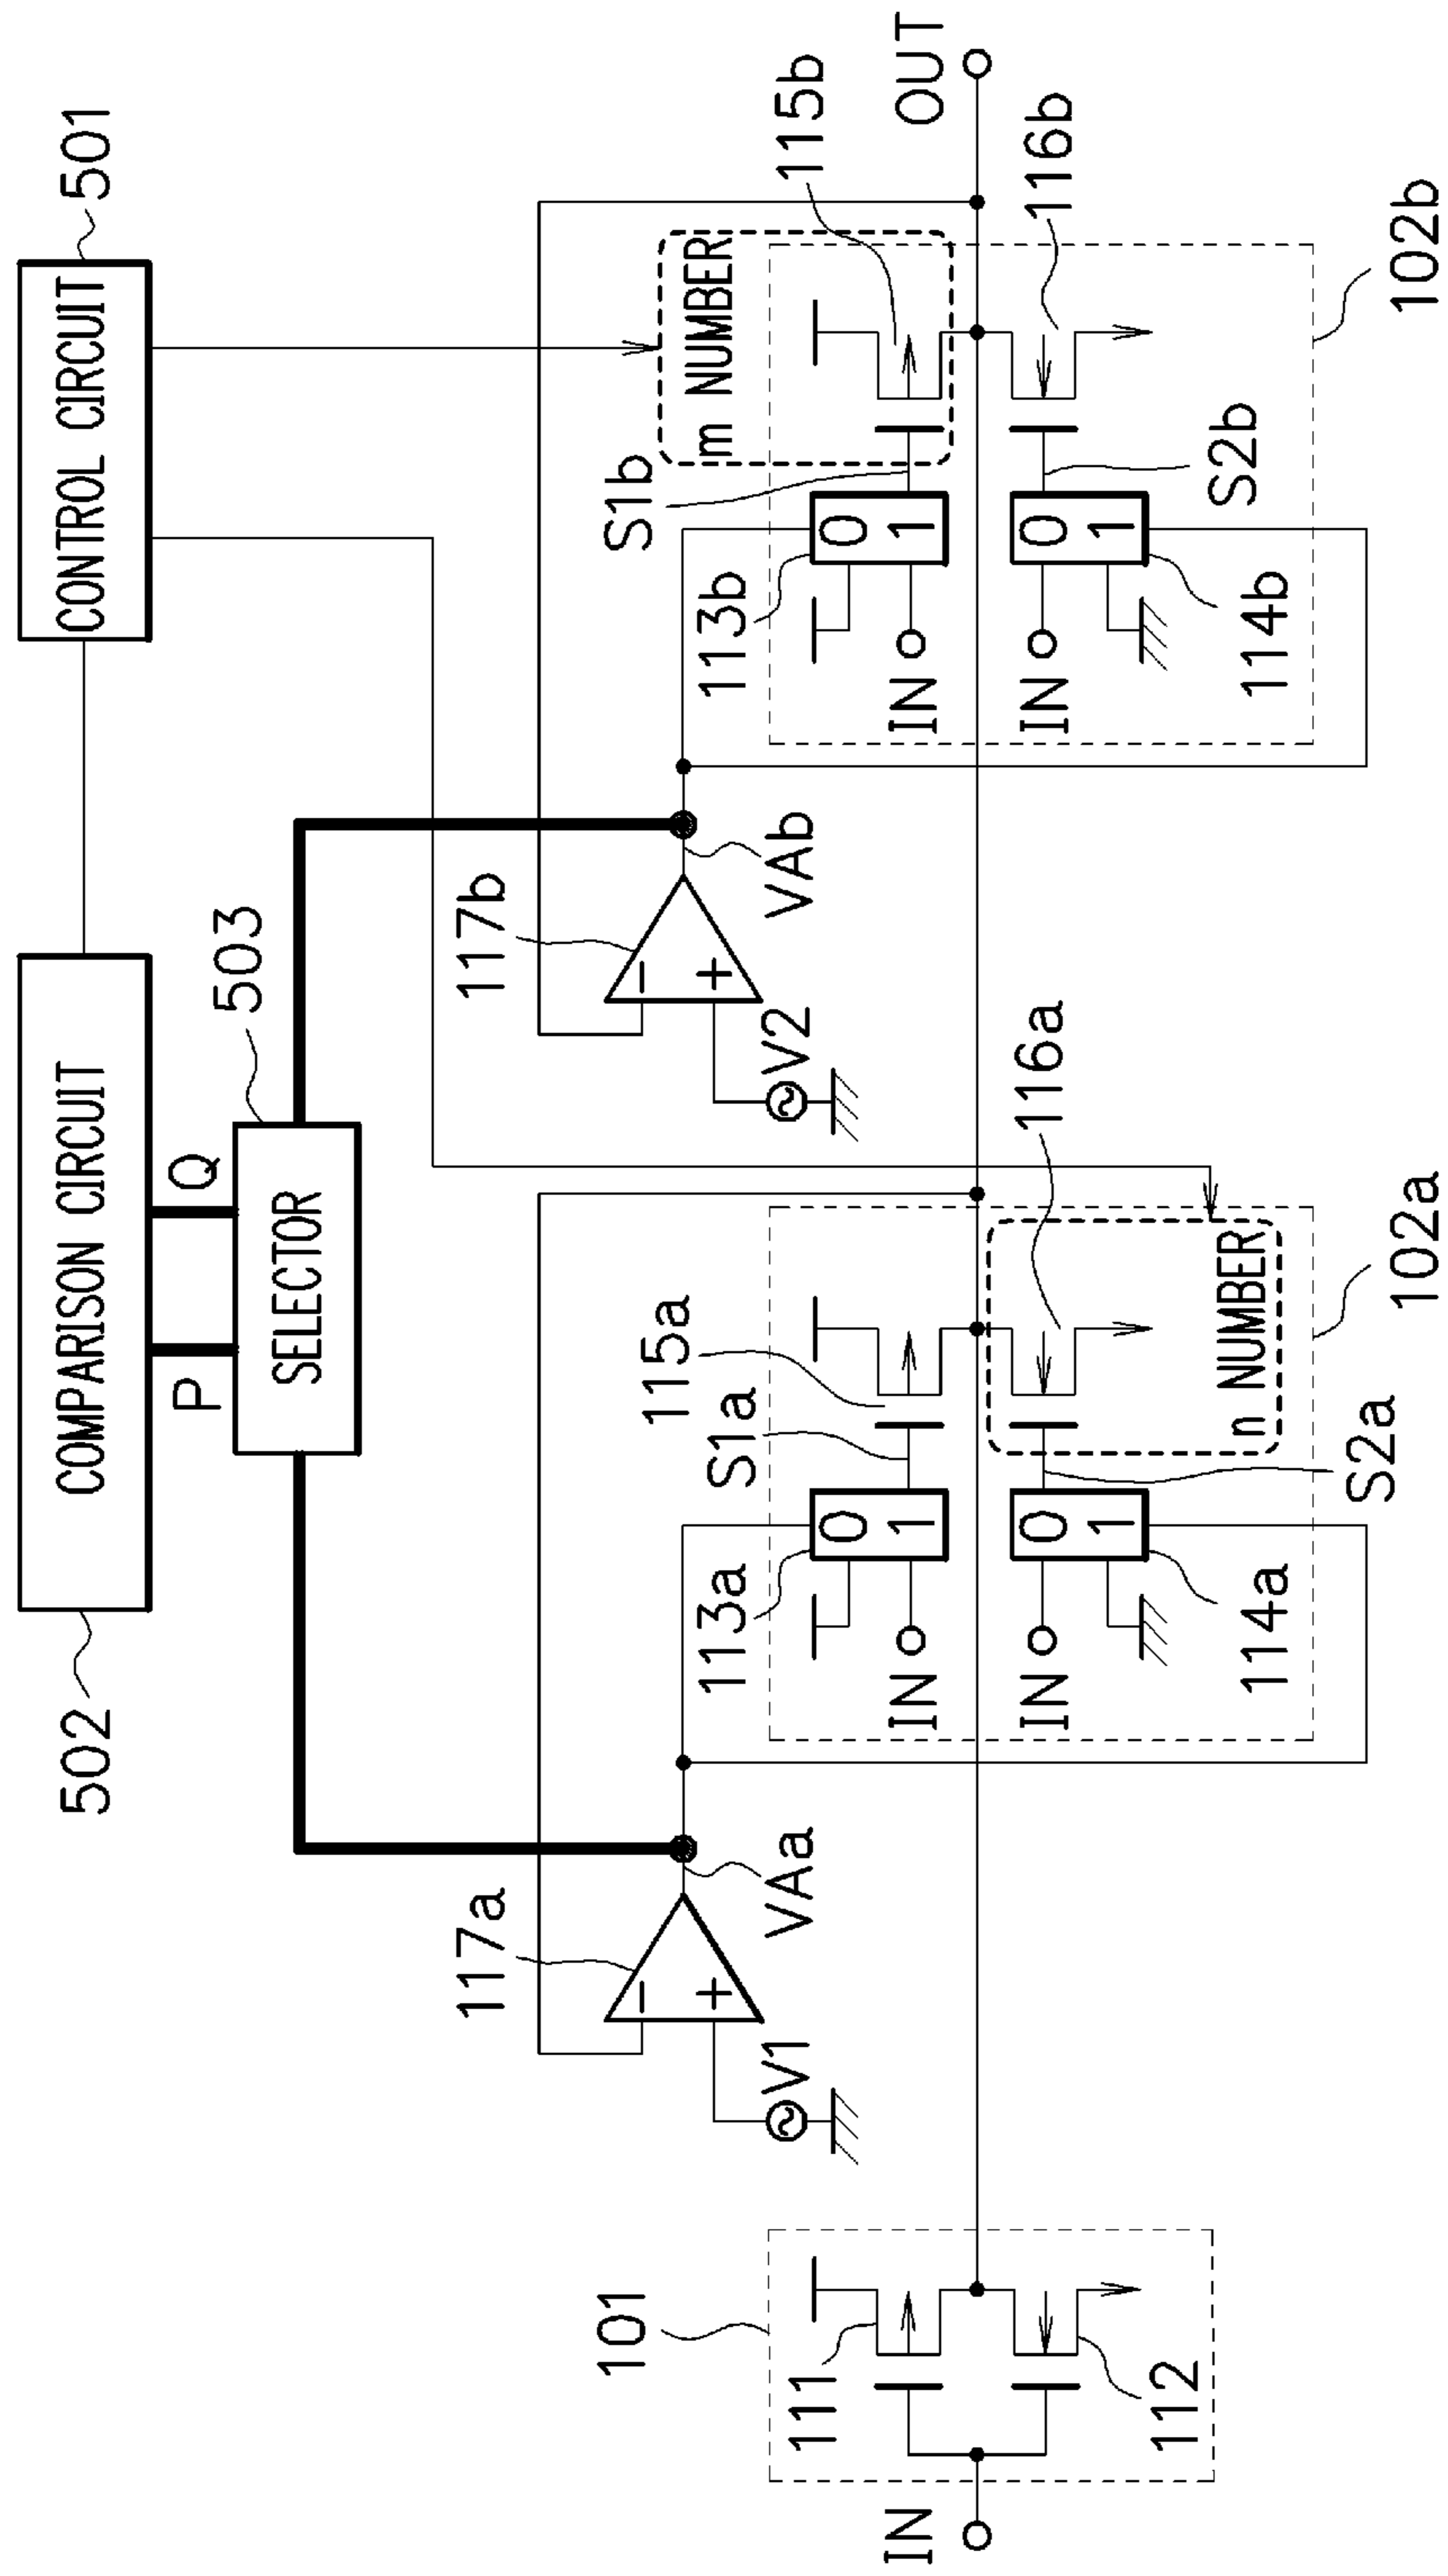 502
COMPARISON CIRCUIT
CONTROL CIRCUIT
501
P
Q
SELECTOR
503
117a
117b
−
+
VAa
V1
−
+
VAb
V2
101
111
112
IN
113a
0
1
IN
S1a
115a
114a
0
1
IN
S2a
116a
n NUMBER
102a
113b
0
1
IN
S1b
m NUMBER
115b
114b
0
1
IN
S2b
116b
102b
OUT